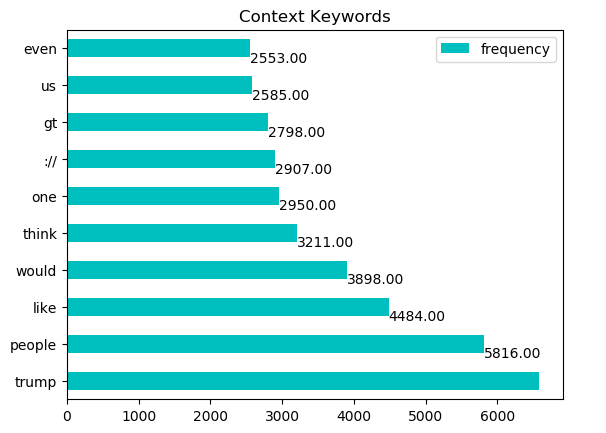 Context Keywords
frequency
even
2553.00
us
2585.00
gt
2798.00
://
2907.00
one
2950.00
think
3211.00
would
3898.00
like
4484.00
people
5816.00
trump
0 1000 2000 3000 4000 5000 6000